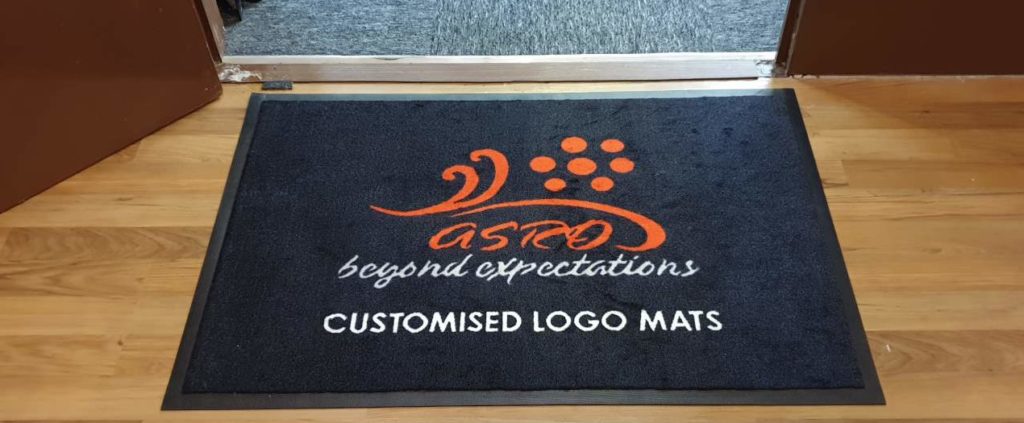 asro
beyond expectations
CUSTOMISED LOGO MATS